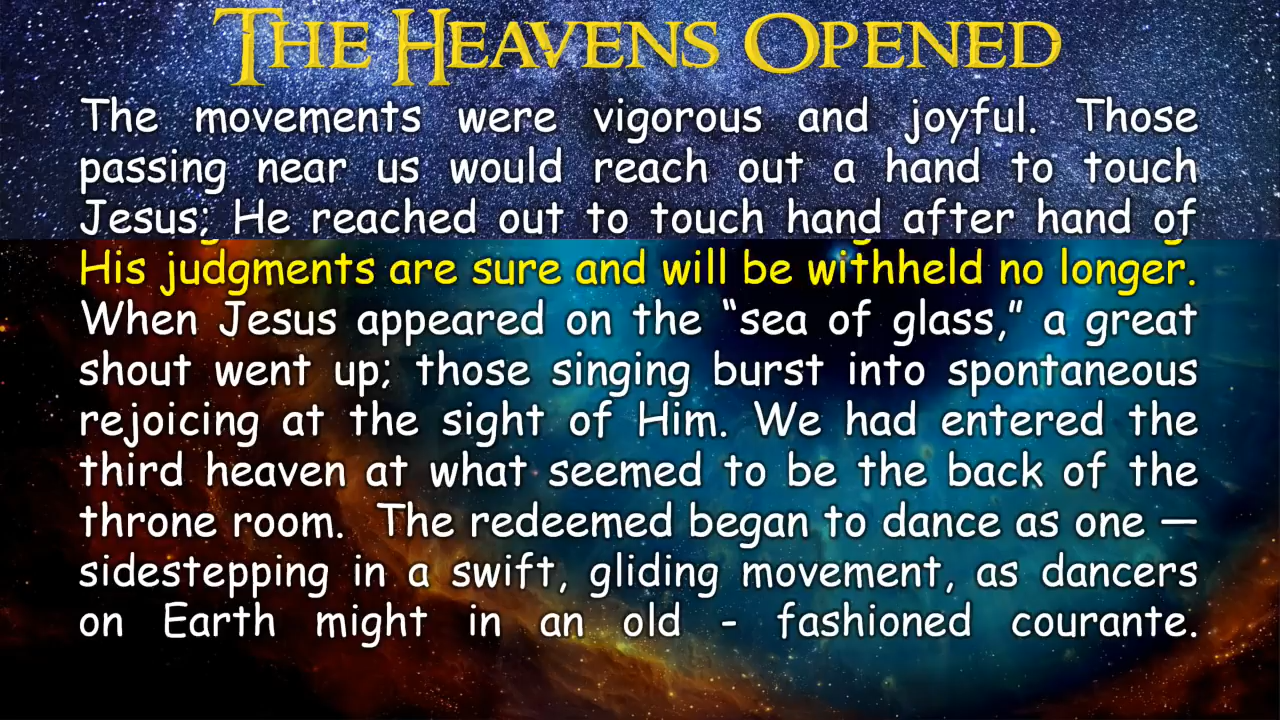 THE HEAVENS OPENED
The movements were vigorous and joyful. Those
passing near us would reach out a hand to touch
Jesus; He reached out to touch hand after hand of
His judgments are sure and will be withheld no longer.
When Jesus appeared on the “sea of glass,” a great
shout went up; those singing burst into spontaneous
rejoicing at the sight of Him. We had entered the
third heaven at what seemed to be the back of the
throne room. The redeemed began to dance as one —
sidestepping in a swift, gliding movement, as dancers
on Earth might in an old - fashioned courante.